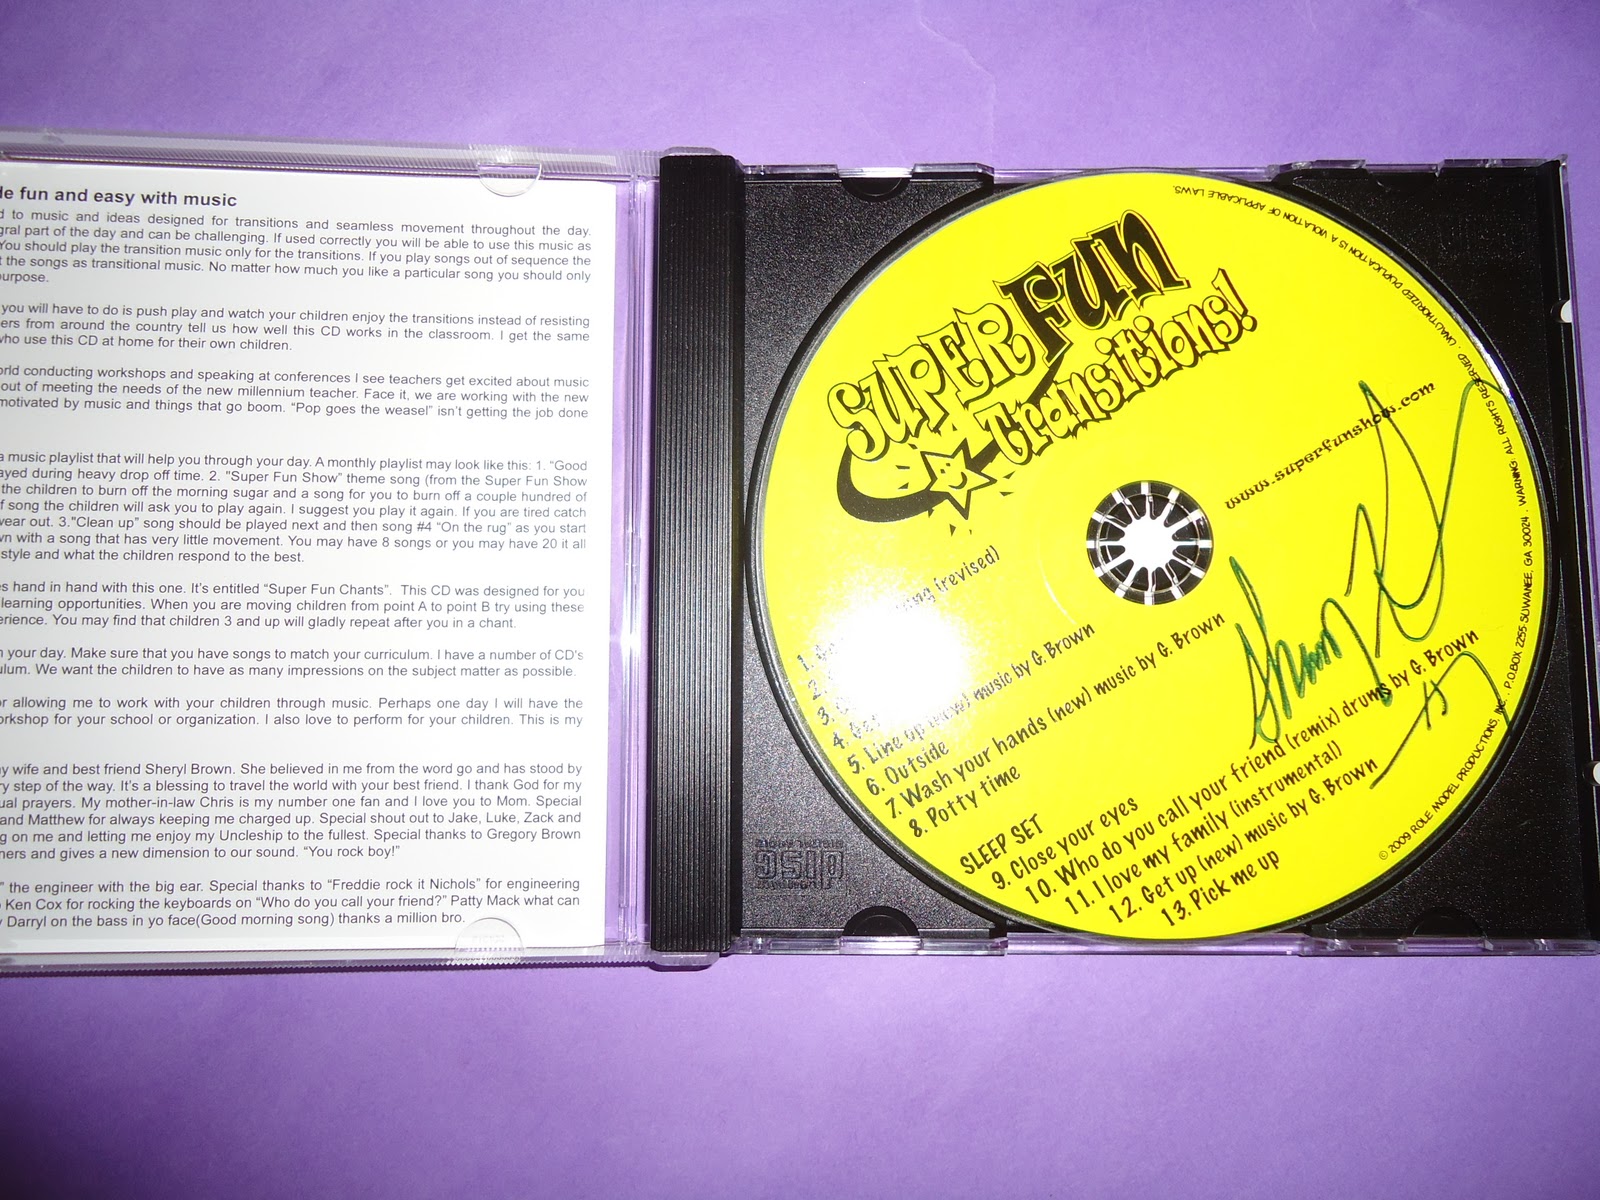 fun and easy with music
to music and ideas designed for transitions and seamless movement throughout the day.
part of the day and can be challenging. If used correctly you will be able to use this music as
You should play the transition music only for the transitions. If you play songs out of sequence the
the songs as transitional music. No matter how much you like a particular song you should only
you will have to do is push play and watch your children enjoy the transitions instead of resisting
from around the country tell us how well this CD works in the classroom. I get the same
who use this CD at home for their own children.
conducting workshops and speaking at conferences I see teachers get excited about music
out of meeting the needs of the new millennium teacher. Face it, we are working with the new
motivated by music and things that go boom. “Pop goes the weasel” isn’t getting the job done
a music playlist that will help you through your day. A monthly playlist may look like this: 1. “Good
during heavy drop off time. 2. "Super Fun Show” theme song (from the Super Fun Show
the children to burn off the morning sugar and a song for you to burn off a couple hundred of
song the children will ask you to play again. I suggest you play it again. If you are tired catch
out. 3."Clean up” song should be played next and then song #4 “On the rug” as you start
with a song that has very little movement. You may have 8 songs or you may have 20 it all
style and what the children respond to the best.
hand in hand with this one. It’s entitled “Super Fun Chants”. This CD was designed for you
learning opportunities. When you are moving children from point A to point B try using these
You may find that children 3 and up will gladly repeat after you in a chant.
your day. Make sure that you have songs to match your curriculum. I have a number of CD’s
We want the children to have as many impressions on the subject matter as possible.
allowing me to work with your children through music. Perhaps one day I will have the
for your school or organization. I also love to perform for your children. This is my
wife and best friend Sheryl Brown. She believed in me from the word go and has stood by
step of the way. It’s a blessing to travel the world with your best friend. I thank God for my
prayers. My mother-in-law Chris is my number one fan and I love you to Mom. Special
and Matthew for always keeping me charged up. Special shout out to Jake, Luke, Zack and
on me and letting me enjoy my Uncleship to the fullest. Special thanks to Gregory Brown
and gives a new dimension to our sound. “You rock boy!”
the engineer with the big ear. Special thanks to “Freddie rock it Nichols” for engineering
Ken Cox for rocking the keyboards on “Who do you call your friend?” Patty Mack what can
Darryl on the bass in yo face(Good morning song) thanks a million bro.
SUPER FUN
transitions!
www.superfunshow.com
1. song (revised)
2.
3.
4.
5. Line up (new) music by G. Brown
6. Outside
7. Wash your hands (new) music by G. Brown
8. Potty time
SLEEP SET
9. Close your eyes
10. Who do you call your friend (remix) drums by G. Brown
11. I love my family (instrumental)
12. Get up (new) music by G. Brown
13. Pick me up
© 2009 ROLE MODEL PRODUCTIONS, INC. P.O.BOX 2255 SUWANEE, GA 30024 . WARNING: ALL RIGHTS RESERVED . UNAUTHORIZED DUPLICATION IS A VIOLATION OF APPLICABLE LAWS.
disc